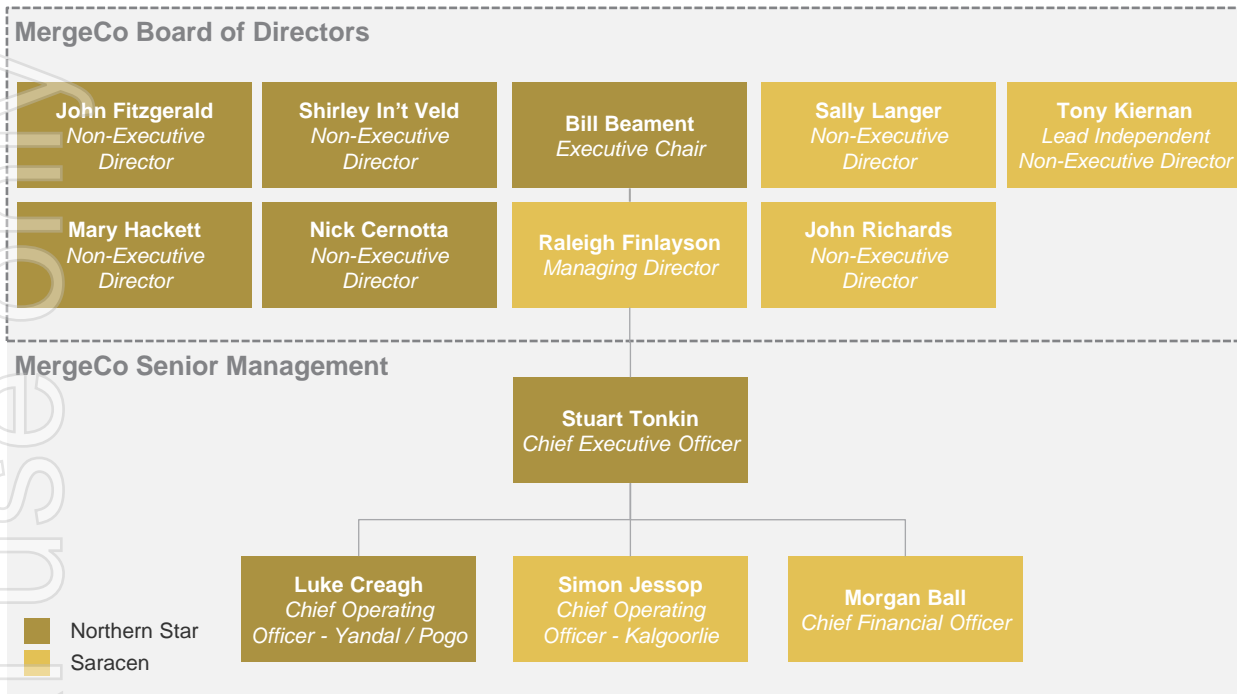 MergeCo Board of Directors
John Fitzgerald
Non-Executive
Director
Shirley In't Veld
Non-Executive
Director
Bill Beament
Executive Chair
Sally Langer
Non-Executive
Director
Tony Kiernan
Lead Independent
Non-Executive Director
Mary Hackett
Non-Executive
Director
Nick Cernotta
Non-Executive
Director
Raleigh Finlayson
Managing Director
John Richards
Non-Executive
Director
MergeCo Senior Management
Stuart Tonkin
Chief Executive Officer
Luke Creagh
Chief Operating
Officer - Yandal / Pogo
Simon Jessop
Chief Operating
Officer - Kalgoorlie
Morgan Ball
Chief Financial Officer
Northern Star
Saracen
use only